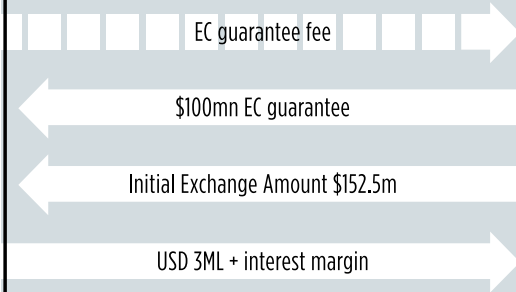 EC guarantee fee
$100mn EC guarantee
Initial Exchange Amount $152.5m
USD 3ML + interest margin